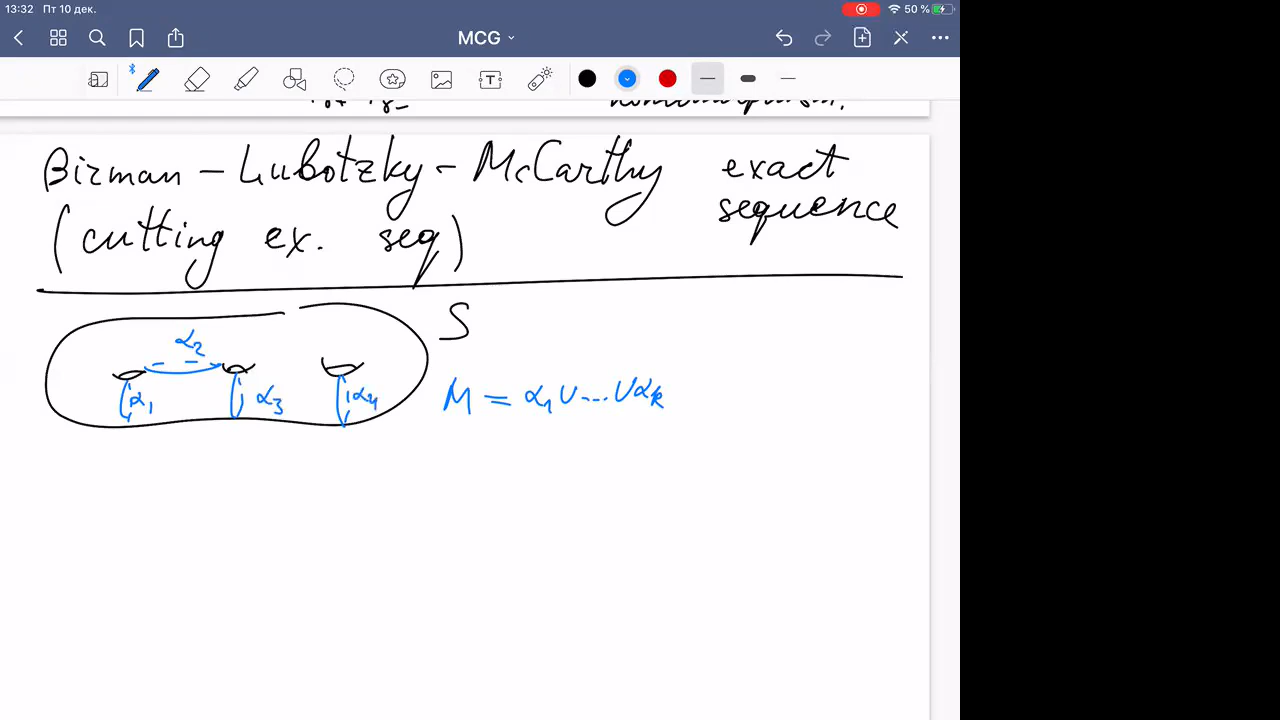 13:32 Пт 10 дек.
50 %
MCG
T
Birman – Lubotzky – McCarthy exact
sequence
(cutting ex. seq)
S
α₂
α₁ α₃ α₄
M = α₁ ∪ ... ∪ αₖ